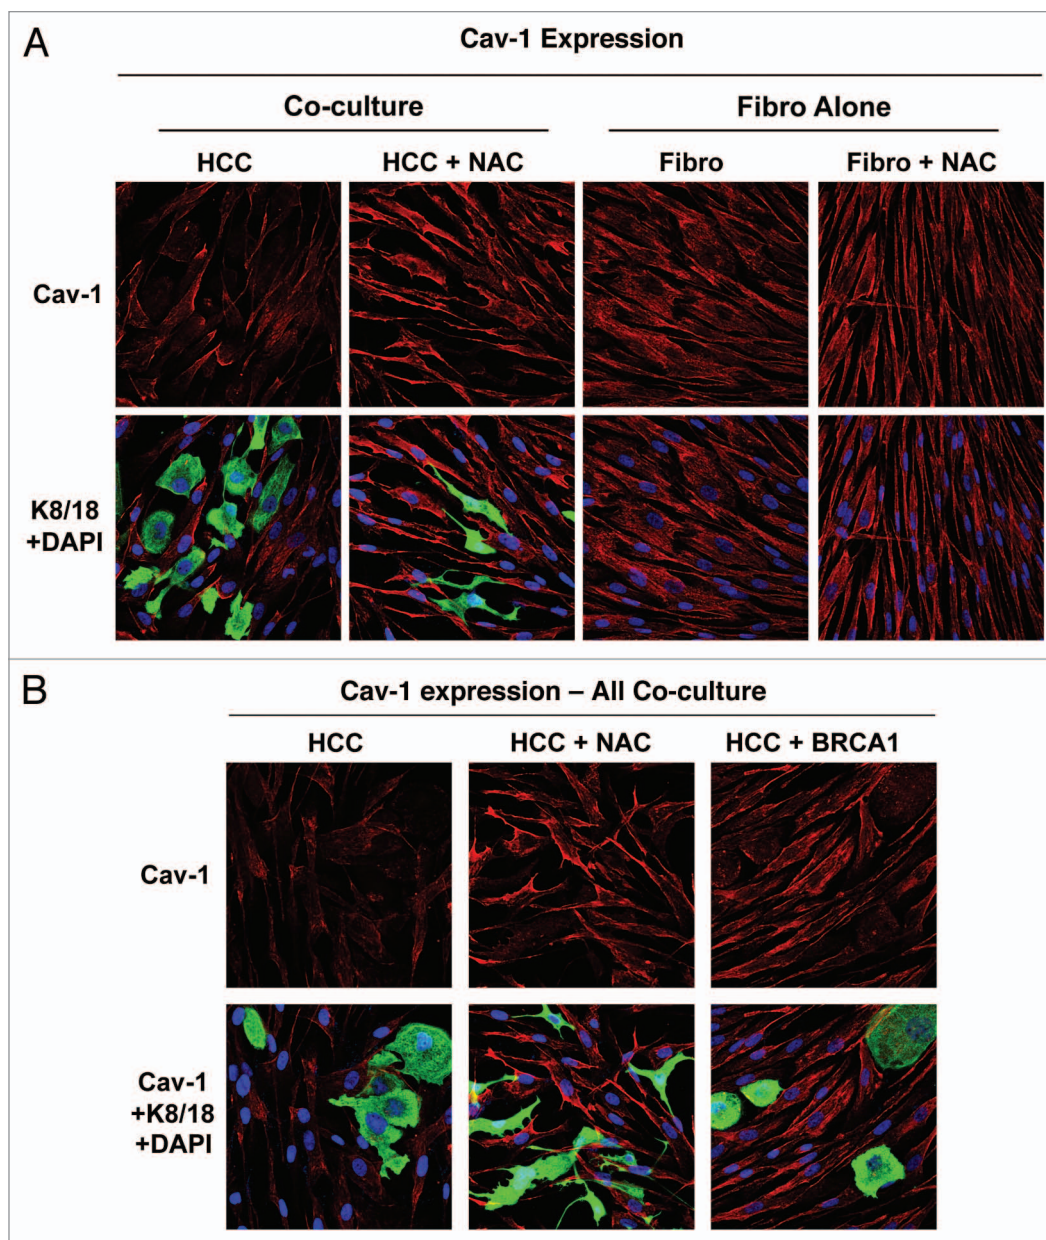 A
Cav-1 Expression
Co-culture
Fibro Alone
HCC
HCC + NAC
Fibro
Fibro + NAC
Cav-1
K8/18
+DAPI
B
Cav-1 expression – All Co-culture
HCC
HCC + NAC
HCC + BRCA1
Cav-1
Cav-1
+K8/18
+DAPI